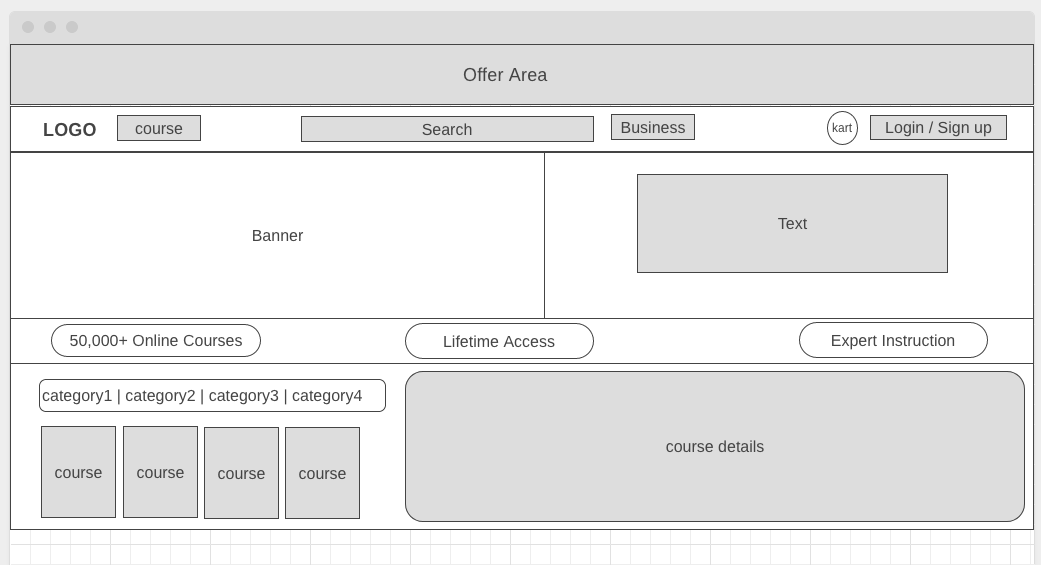 Offer Area
LOGO course Search Business kart Login / Sign up
Banner
Text
50,000+ Online Courses Lifetime Access Expert Instruction
category1 | category2 | category3 | category4
course course course course
course details